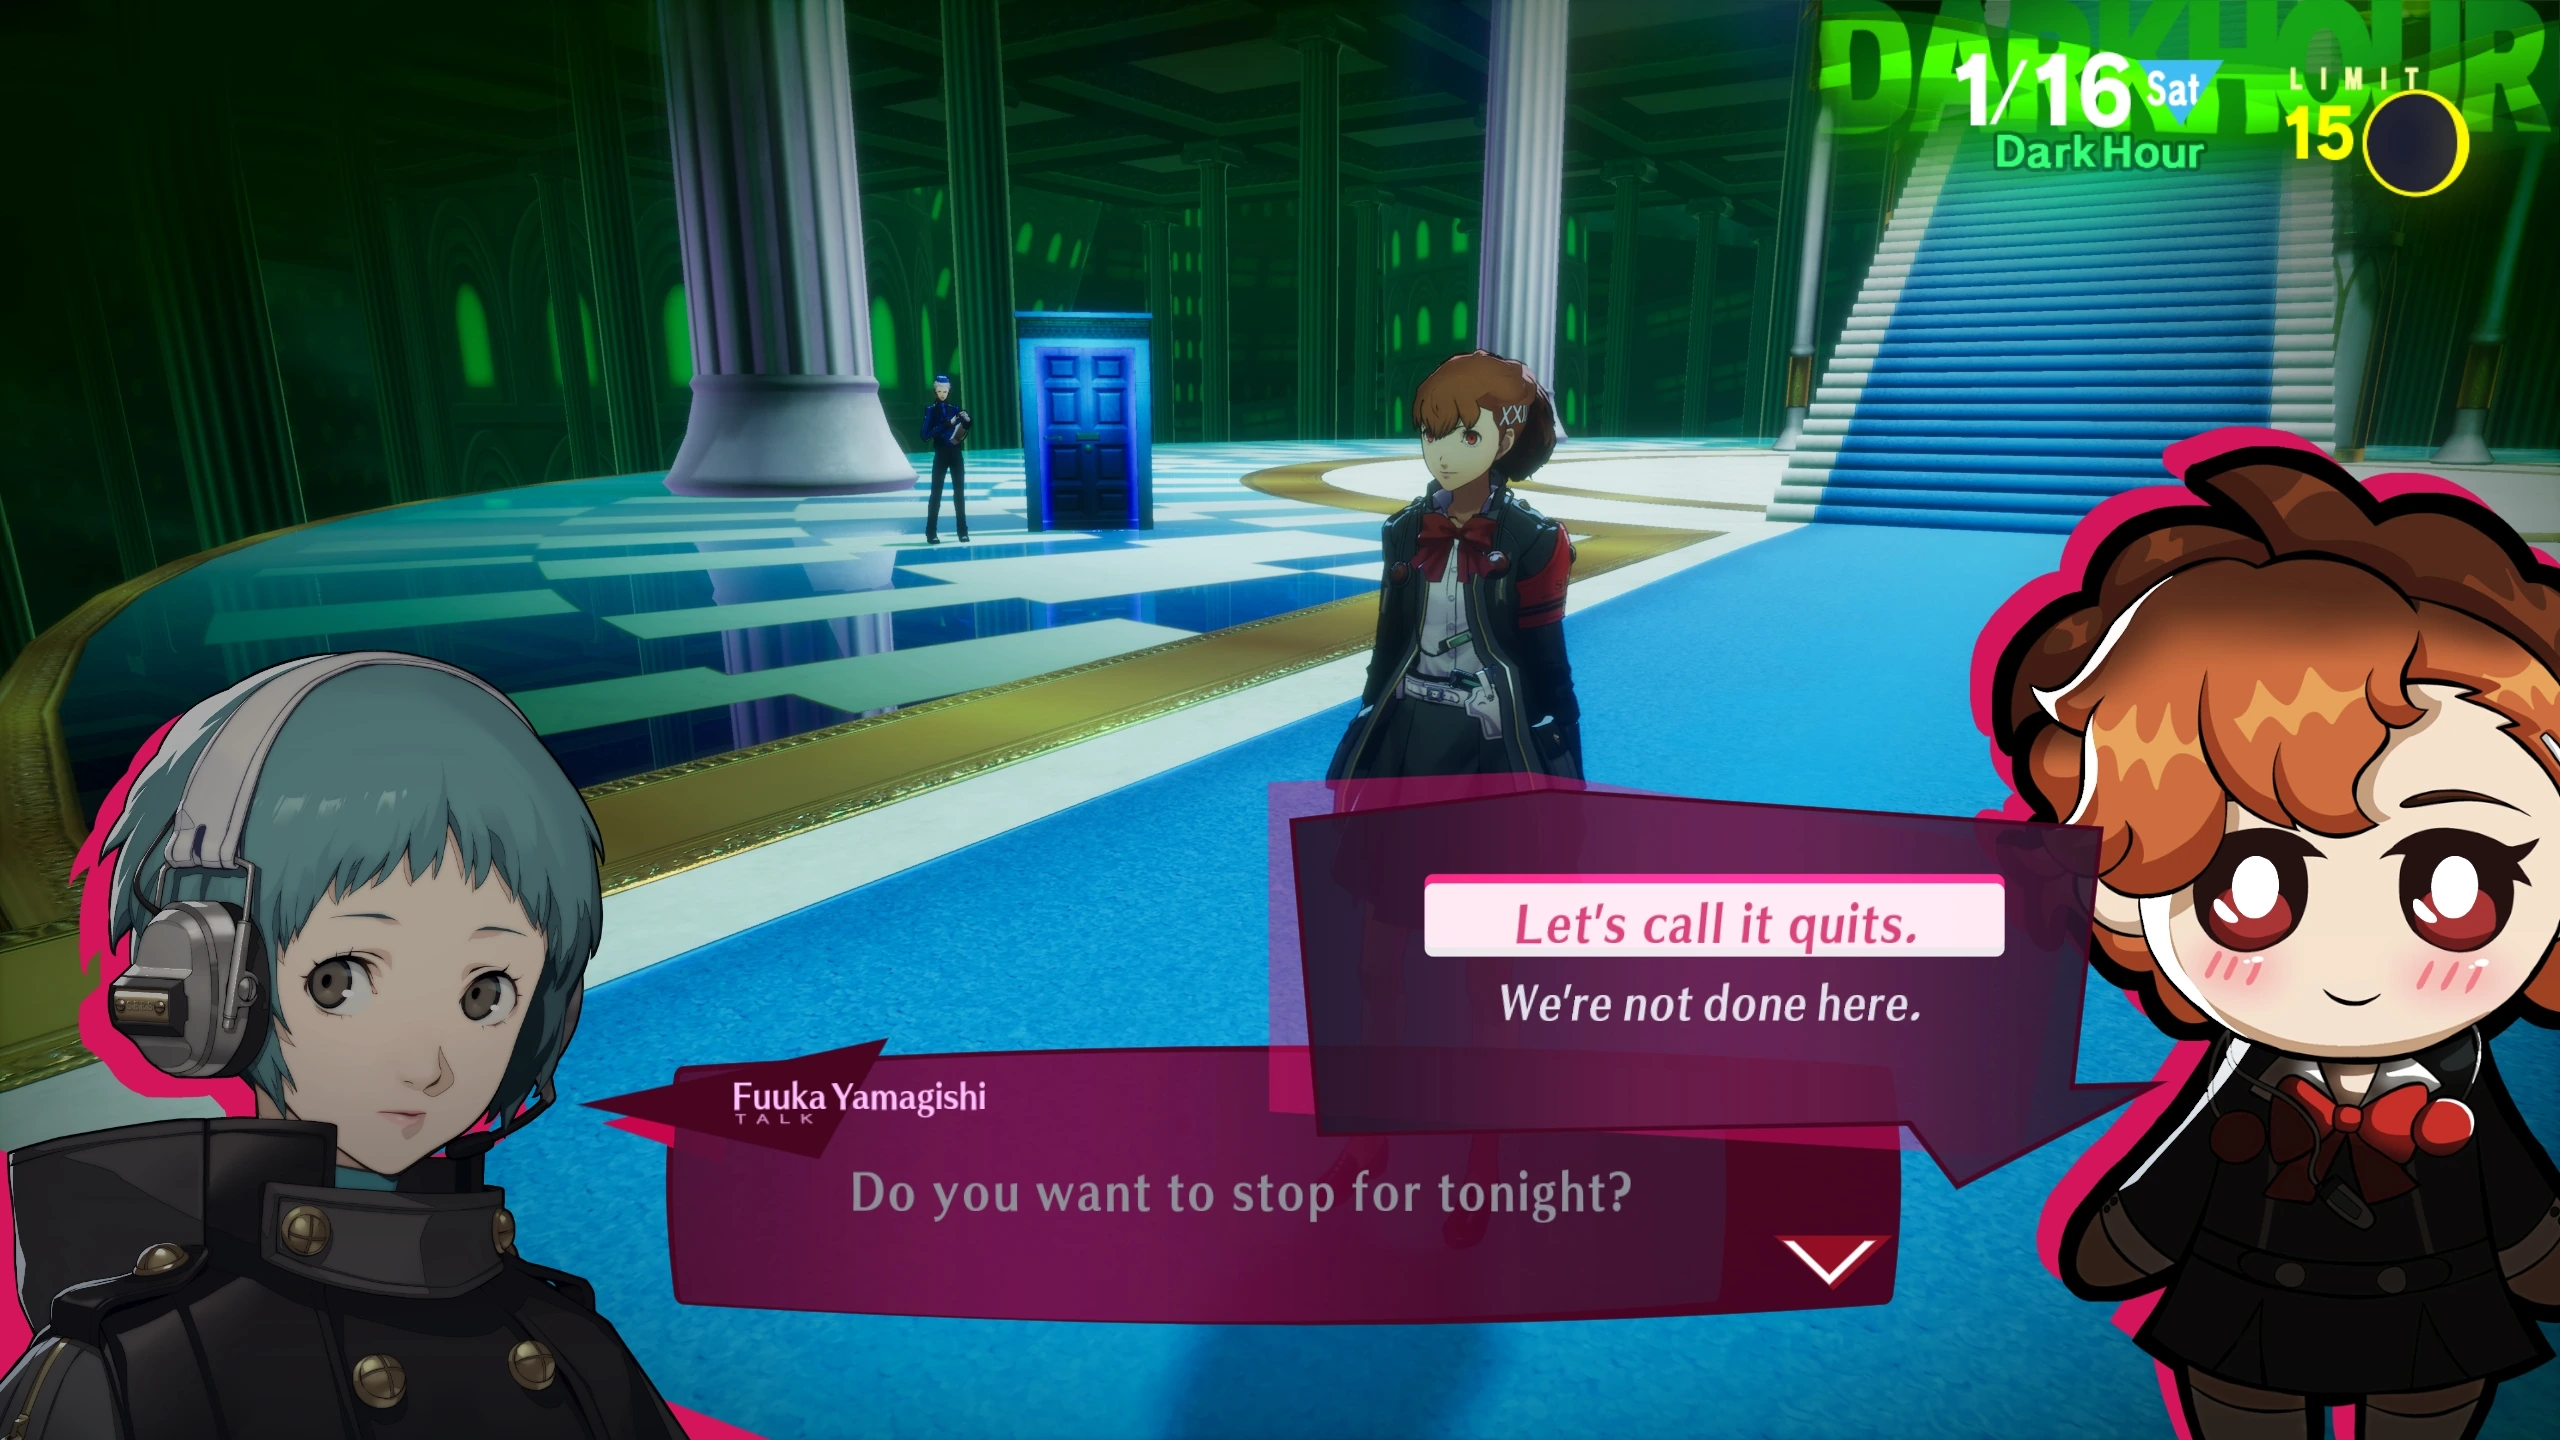 DARK HOUR
1/16 Sat
Dark Hour
LIMIT
15
XXII
Let's call it quits.
We're not done here.
Fuuka Yamagishi
TALK
Do you want to stop for tonight?